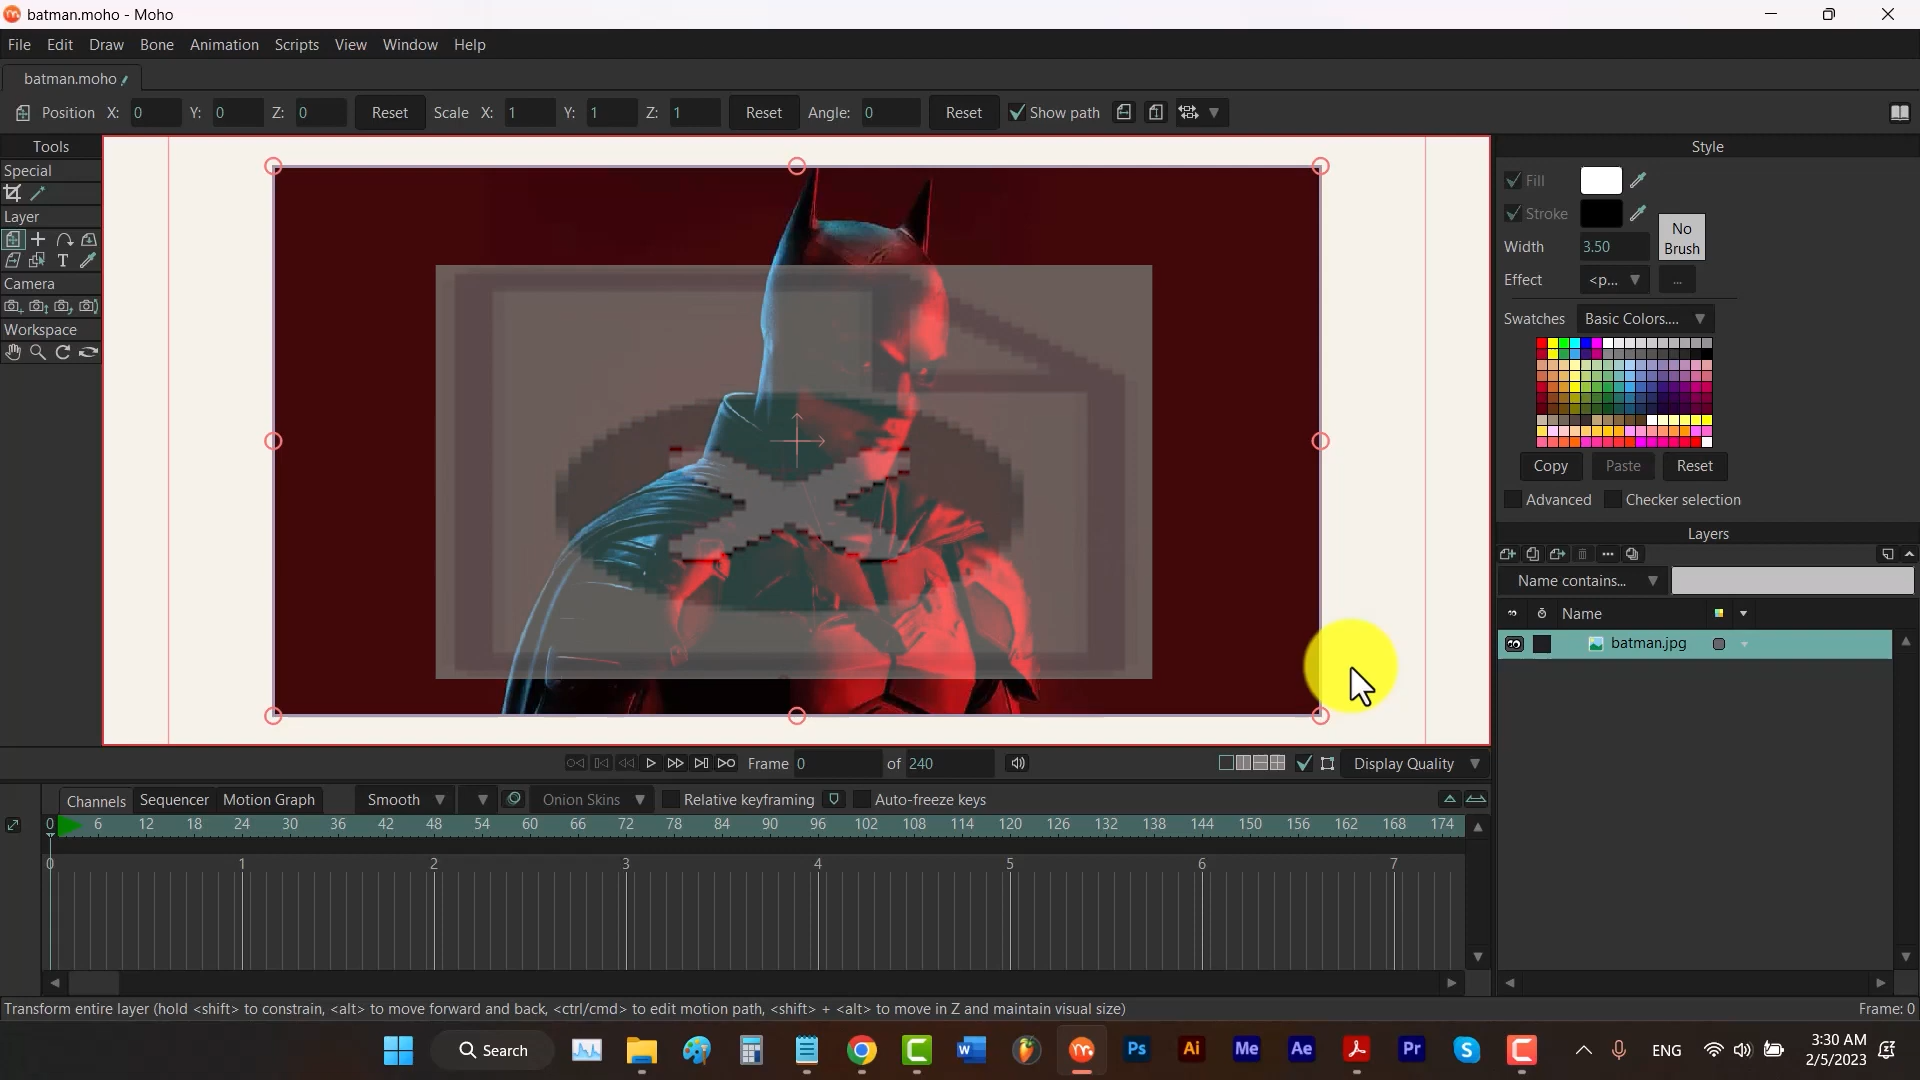 batman.moho - Moho
File Edit Draw Bone Animation Scripts View Window Help
batman.moho
Position X: 0 Y: 0 Z: 0 Reset Scale X: 1 Y: 1 Z: 1 Reset Angle: 0 Reset Show path
Tools
Special
Layer
T
Camera
Workspace
Style
Fill
Stroke
No
Brush
Width 3.50
Effect <p... ...
Swatches Basic Colors....
Copy Paste Reset
Advanced Checker selection
Layers
Name contains...
Name
batman.jpg
Frame 0 of 240 Display Quality
Channels Sequencer Motion Graph Smooth Onion Skins Relative keyframing Auto-freeze keys
0 6 12 18 24 30 36 42 48 54 60 66 72 78 84 90 96 102 108 114 120 126 132 138 144 150 156 162 168 174
0 1 2 3 4 5 6 7
Transform entire layer (hold <shift> to constrain, <alt> to move forward and back, <ctrl/cmd> to edit motion path, <shift> + <alt> to move in Z and maintain visual size) Frame: 0
Search Ps Ai Me Ae Pr ENG 3:30 AM
2/5/2023